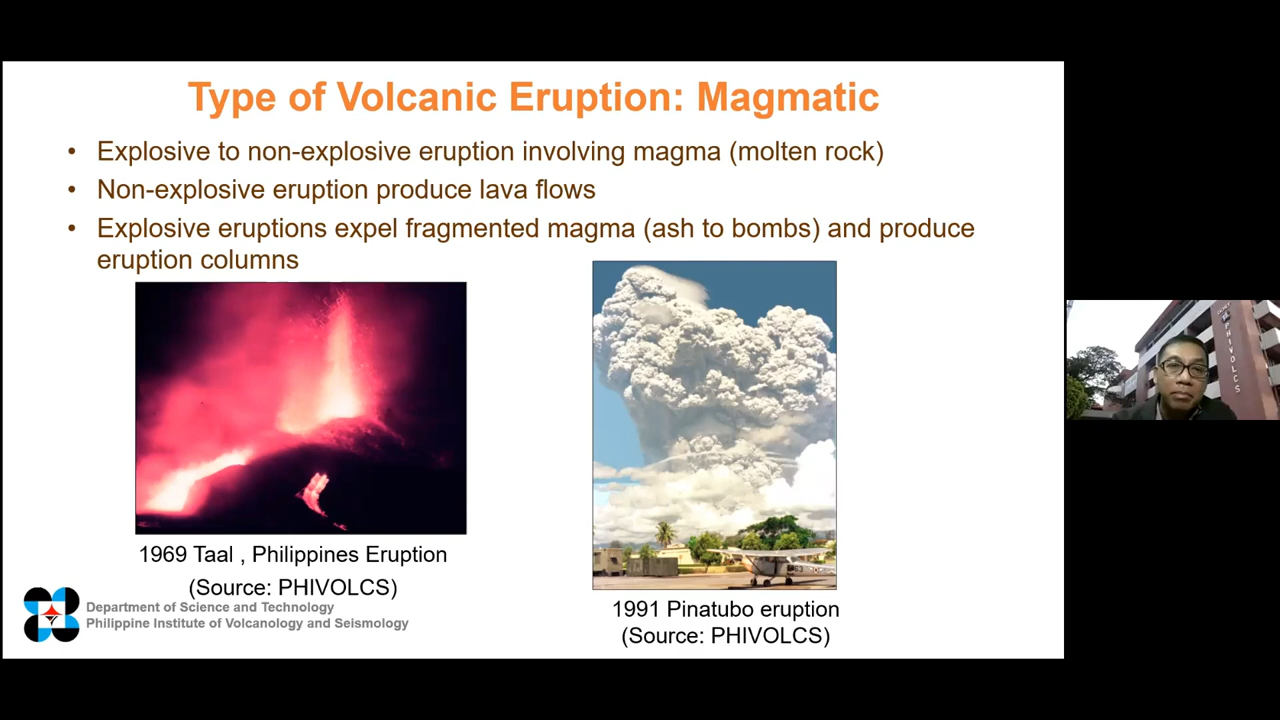 Type of Volcanic Eruption: Magmatic
• Explosive to non-explosive eruption involving magma (molten rock)
• Non-explosive eruption produce lava flows
• Explosive eruptions expel fragmented magma (ash to bombs) and produce
eruption columns
1969 Taal , Philippines Eruption
(Source: PHIVOLCS)
1991 Pinatubo eruption
(Source: PHIVOLCS)
Department of Science and Technology
Philippine Institute of Volcanology and Seismology
PHIVOLCS